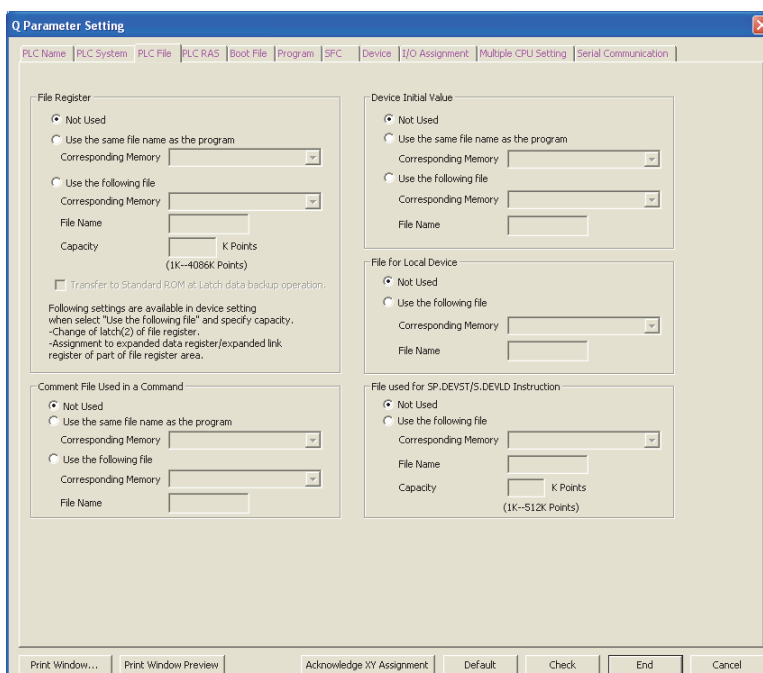 Q Parameter Setting
PLC Name PLC System PLC File PLC RAS Boot File Program SFC Device I/O Assignment Multiple CPU Setting Serial Communication
File Register
Not Used
Use the same file name as the program
Corresponding Memory
Use the following file
Corresponding Memory
File Name
Capacity K Points
(1K--4086K Points)
Transfer to Standard ROM at Latch data backup operation.
Following settings are available in device setting
when select "Use the following file" and specify capacity.
-Change of latch(2) of file register.
-Assignment to expanded data register/expanded link
register of part of file register area.
Comment File Used in a Command
Not Used
Use the same file name as the program
Corresponding Memory
Use the following file
Corresponding Memory
File Name
Device Initial Value
Not Used
Use the same file name as the program
Corresponding Memory
Use the following file
Corresponding Memory
File Name
File for Local Device
Not Used
Use the following file
Corresponding Memory
File Name
File used for SP.DEVST/S.DEVLD Instruction
Not Used
Use the following file
Corresponding Memory
File Name
Capacity K Points
(1K--512K Points)
Print Window... Print Window Preview Acknowledge XY Assignment Default Check End Cancel